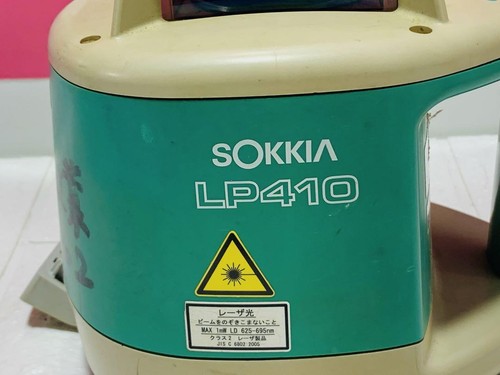 SOKKIA
LP410
レーザ光
ビームをのぞきこまないこと
MAX 1mW LD 625-695nm
クラス2 レーザ製品
JIS C 6802 2005